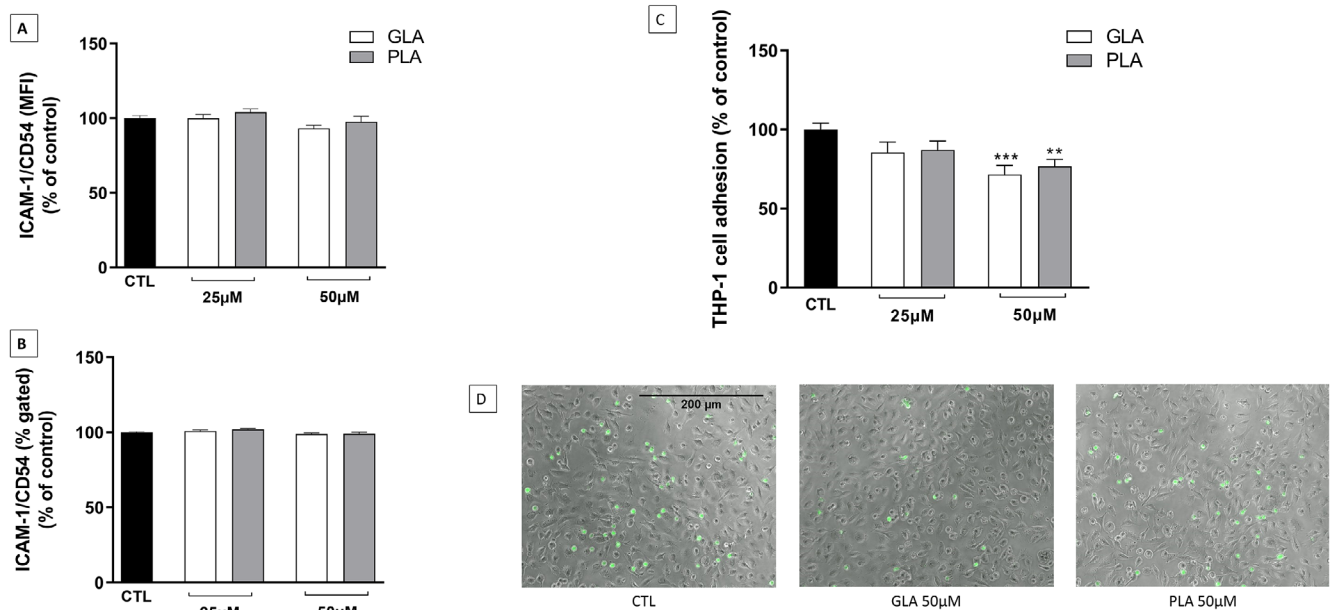 A
150
100
50
0
ICAM-1/CD54 (MFI)
(% of control)
GLA
PLA
CTL
25µM
50µM
B
150
100
50
0
ICAM-1/CD54 (% gated)
(% of control)
CTL
25µM
50µM
C
150
100
50
0
THP-1 cell adhesion (% of control)
GLA
PLA
***
**
CTL
25µM
50µM
D
200 µm
CTL
GLA 50µM
PLA 50µM